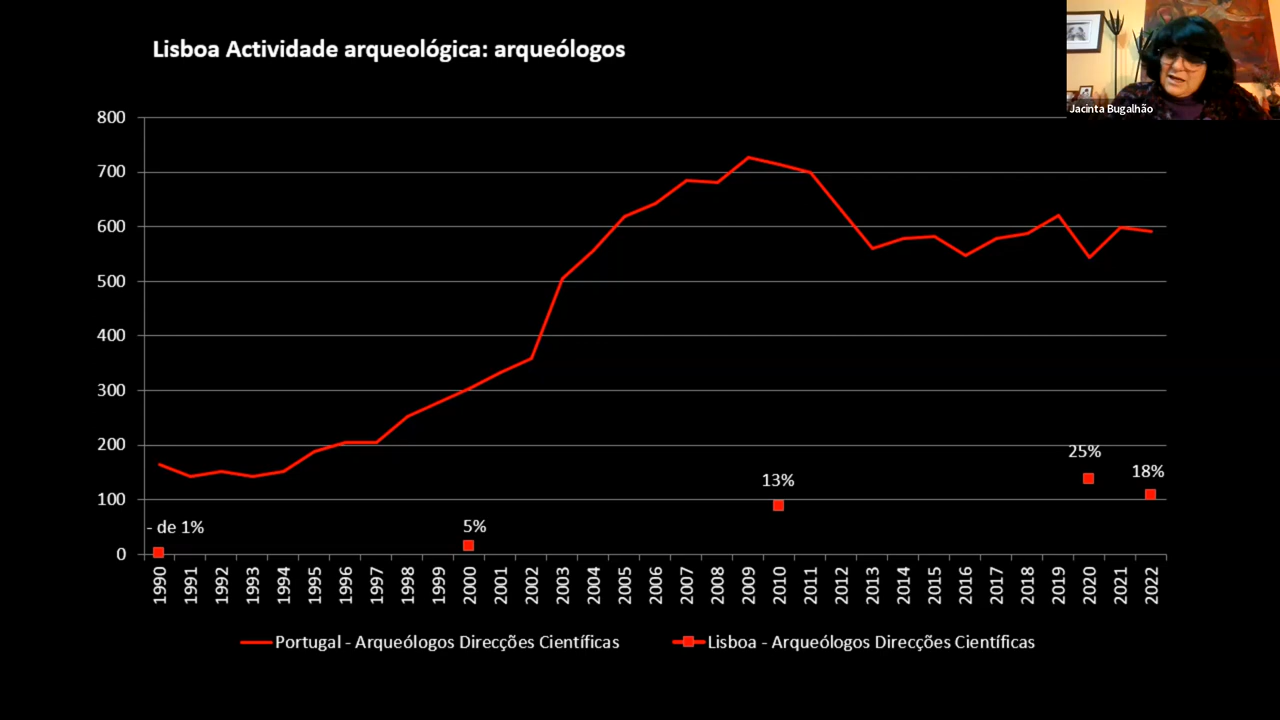 Lisboa Actividade arqueológica: arqueólogos
Jacinta Bugalhão
800
700
600
500
400
300
200
100
0
- de 1%
5%
13%
25%
18%
1990 1991 1992 1993 1994 1995 1996 1997 1998 1999 2000 2001 2002 2003 2004 2005 2006 2007 2008 2009 2010 2011 2012 2013 2014 2015 2016 2017 2018 2019 2020 2021 2022
Portugal - Arqueólogos Direcções Científicas
Lisboa - Arqueólogos Direcções Científicas